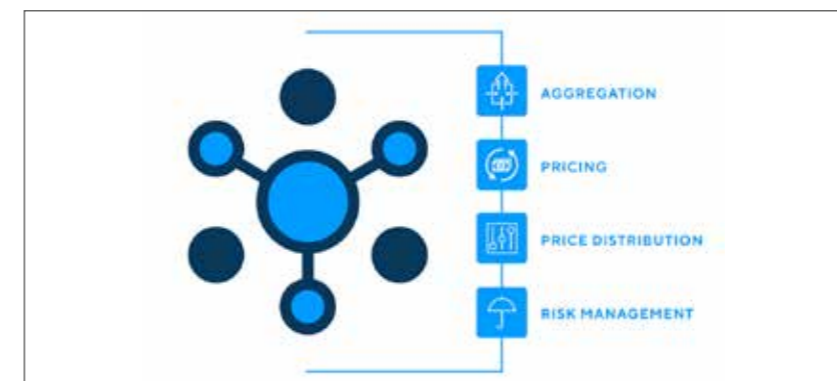 AGGREGATION
PRICING
PRICE DISTRIBUTION
RISK MANAGEMENT